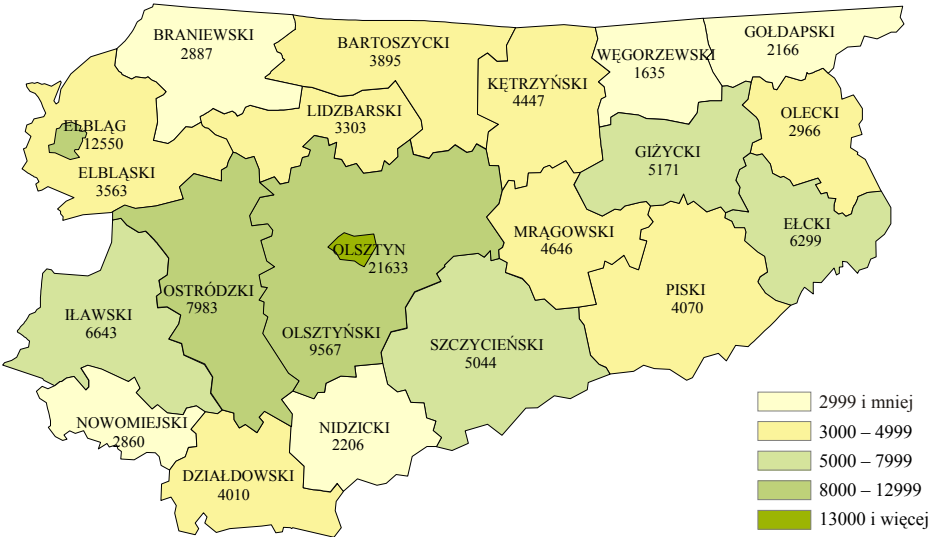 BRANIEWSKI
2887
BARTOSZYCKI
3895
KĘTRZYŃSKI
4447
WĘGORZEWSKI
1635
GOŁDAPSKI
2166
ELBLĄG
12550
LIDZBARSKI
3303
OLECKI
2966
GIŻYCKI
5171
ELBLĄSKI
3563
EŁCKI
6299
MRĄGOWSKI
4646
OLSZTYN
21633
OSTRÓDZKI
7983
PISKI
4070
IŁAWSKI
6643
OLSZTYŃSKI
9567
SZCZYCIEŃSKI
5044
NOWOMIEJSKI
2860
NIDZICKI
2206
DZIAŁDOWSKI
4010
2999 i mniej
3000 – 4999
5000 – 7999
8000 – 12999
13000 i więcej